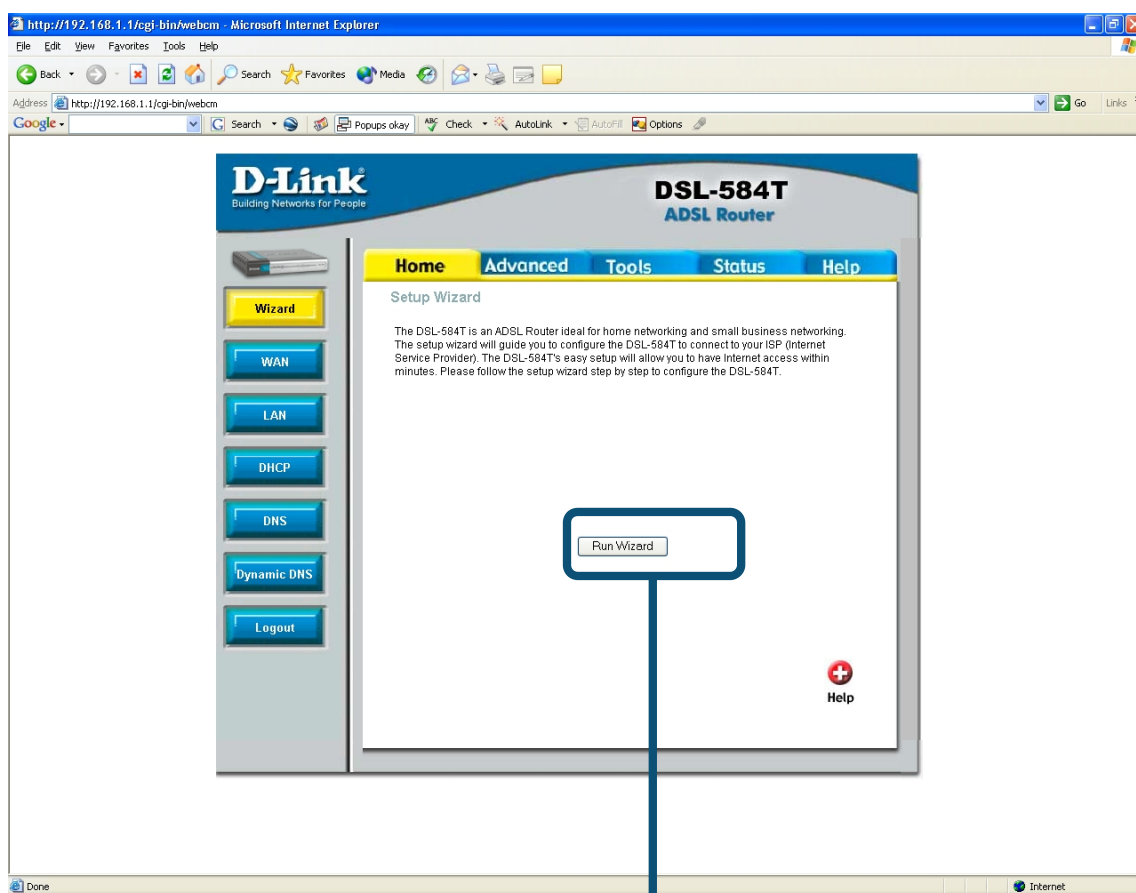 http://192.168.1.1/cgi-bin/webcm - Microsoft Internet Explorer
File Edit View Favorites Tools Help
Back Search Favorites Media
Address http://192.168.1.1/cgi-bin/webcm Go Links
Google Search Popups okay ABC Check AutoLink AutoFill Options
D-Link
Building Networks for People
DSL-584T
ADSL Router
Home Advanced Tools Status Help
Wizard
WAN
LAN
DHCP
DNS
Dynamic DNS
Logout
Setup Wizard
The DSL-584T is an ADSL Router ideal for home networking and small business networking.
The setup wizard will guide you to configure the DSL-584T to connect to your ISP (Internet
Service Provider). The DSL-584T's easy setup will allow you to have Internet access within
minutes. Please follow the setup wizard step by step to configure the DSL-584T.
Run Wizard
Help
Done Internet